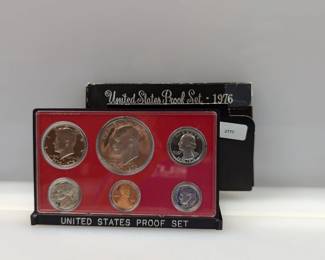 United States Proof Set - 1976
UNITED STATES PROOF SET